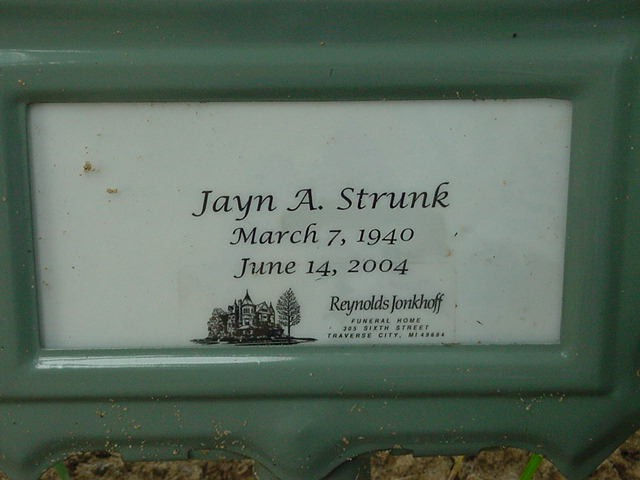 Jayn A. Strunk
March 7, 1940
June 14, 2004
Reynolds Jonkhoff
FUNERAL HOME
305 SIXTH STREET
TRAVERSE CITY, MI 49684